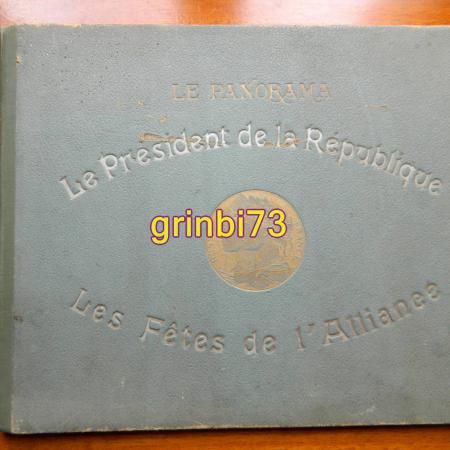 LE PANORAMA
Le Président de la République
grinbi73
Les Fêtes de l'Alliance